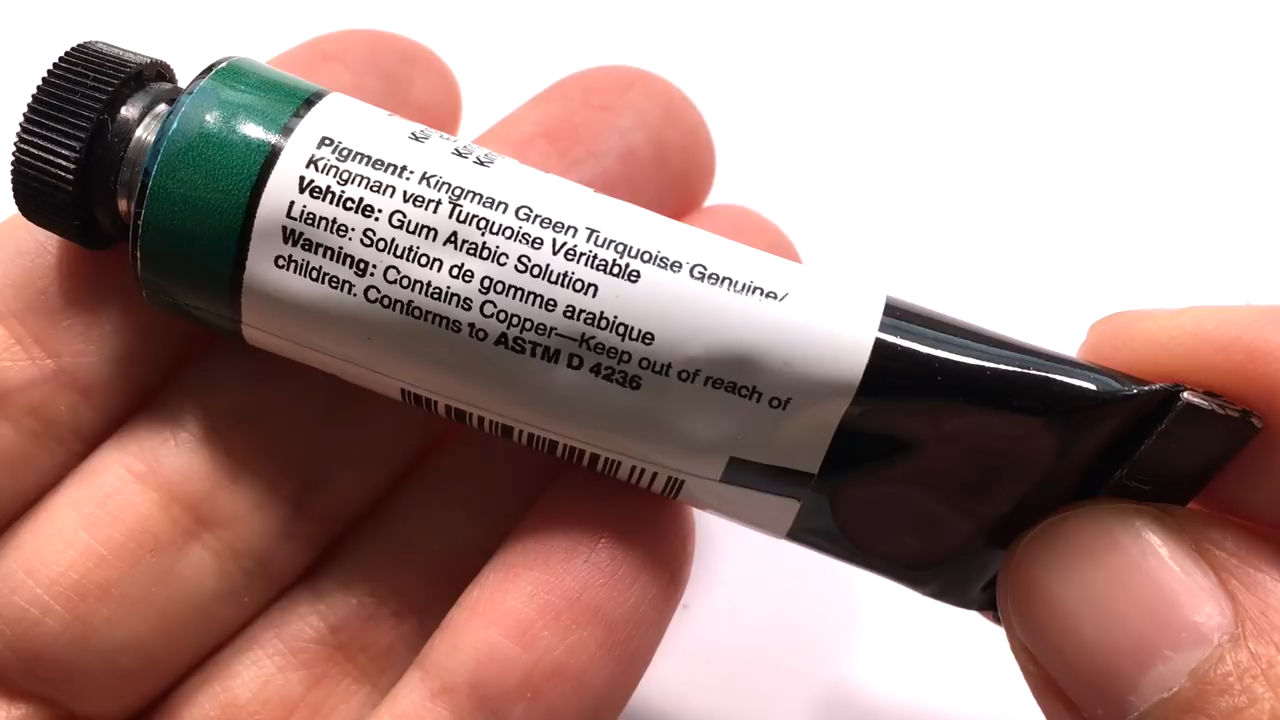 Pigment: Kingman Green Turquoise Genuine/
Kingman vert Turquoise Véritable
Vehicle: Gum Arabic Solution
Liante: Solution de gomme arabique
Warning: Contains Copper—Keep out of reach of
children. Conforms to ASTM D 4236